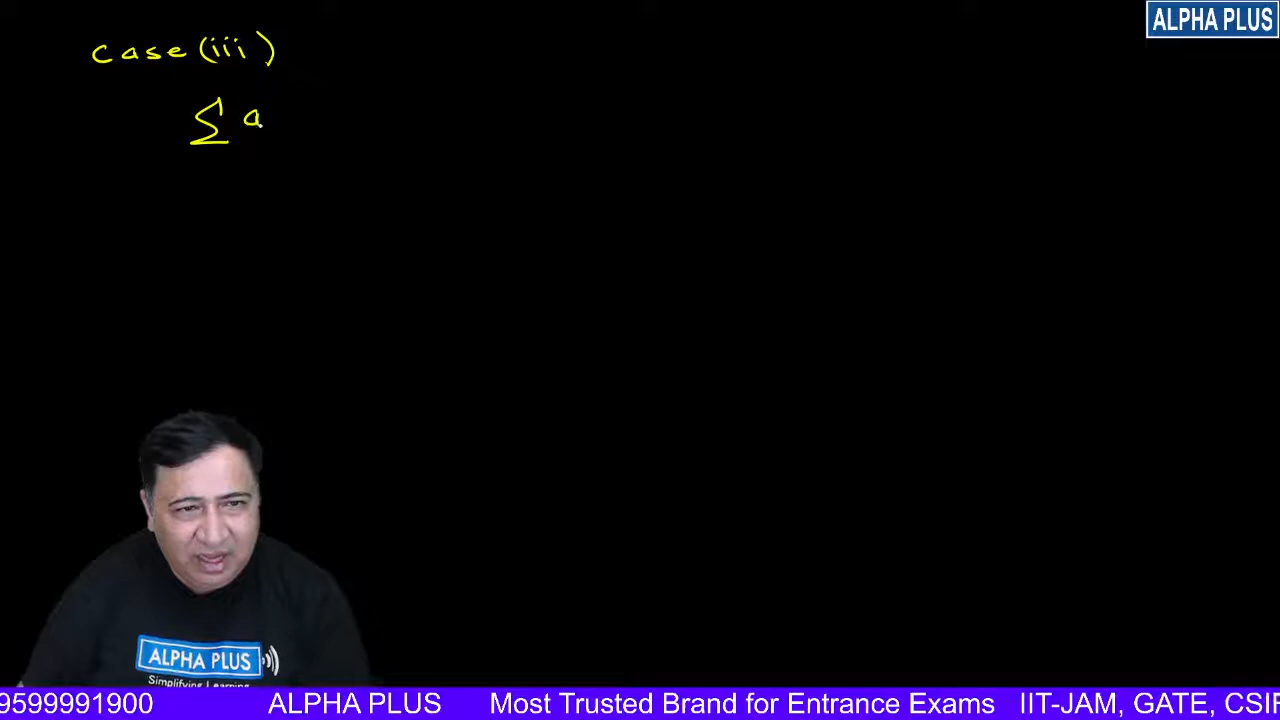 ALPHA PLUS
case (iii)
Σ a
ALPHA PLUS
Simplifying Learning
9599991900 ALPHA PLUS Most Trusted Brand for Entrance Exams IIT-JAM, GATE, CSIR